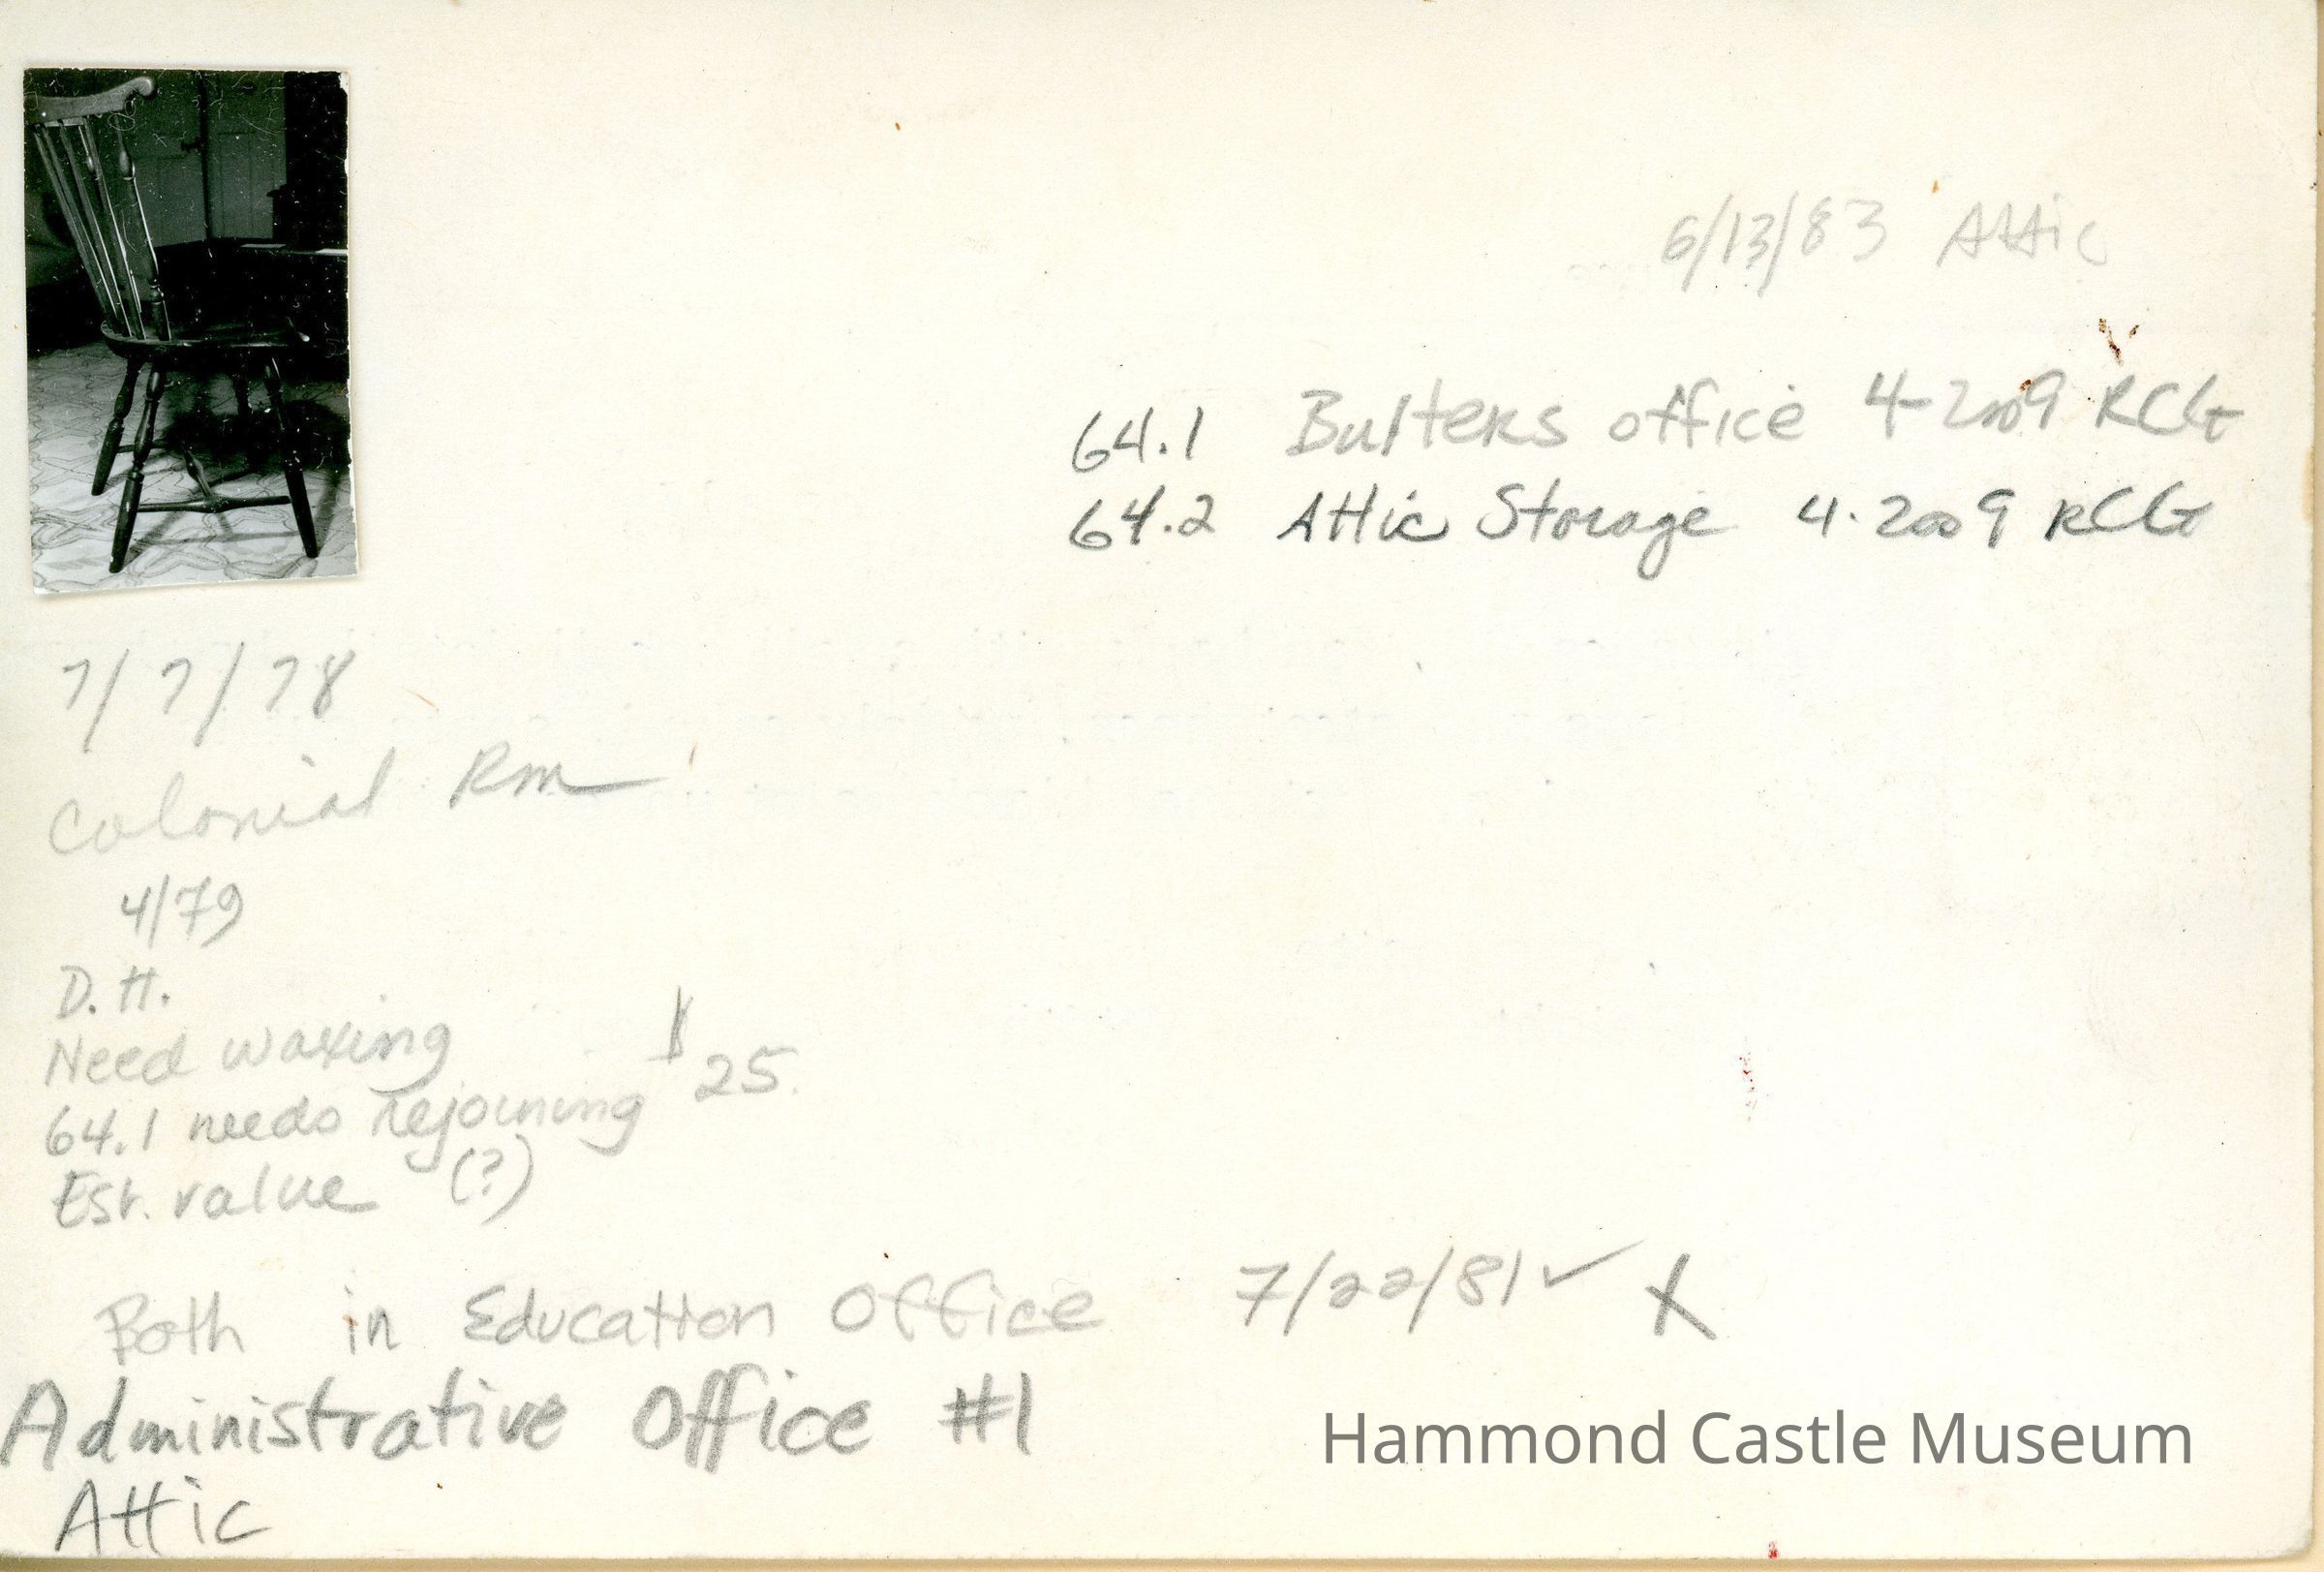 6/13/83 Attic
64.1 Butlers office 4-2009 RCG
64.2 Attic Storage 4.2009 RCG
7/7/78
Colonial Rm
4/79
D.H.
Need waxing
64.1 needs rejoining $25.
Est. value (?)
Both in Education Office 7/22/81 ✓ X
Administrative Office #1
Attic
Hammond Castle Museum